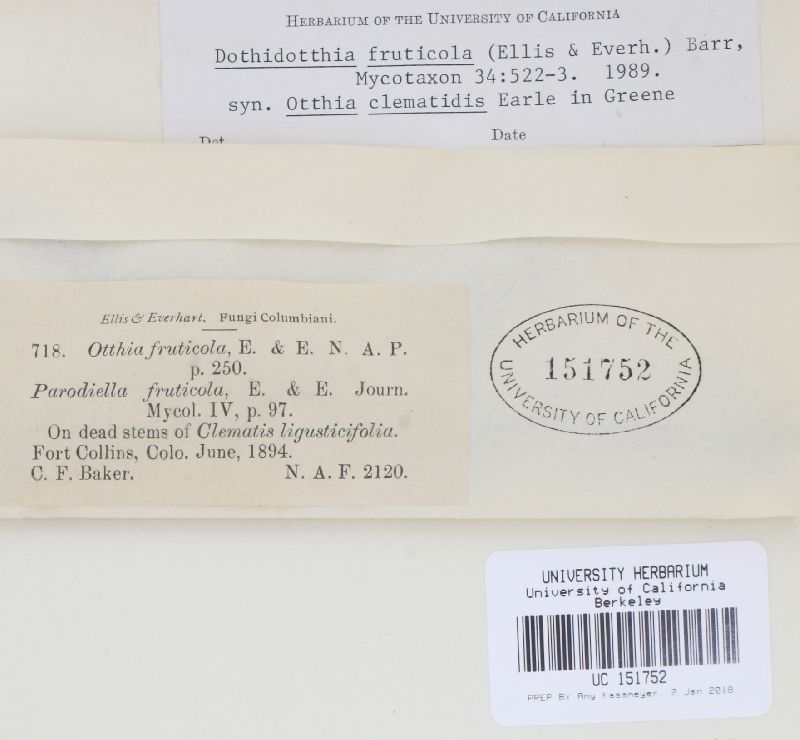 HERBARIUM OF THE UNIVERSITY OF CALIFORNIA
Dothidotthia fruticola (Ellis & Everh.) Barr,
Mycotaxon 34:522-3. 1989.
syn. Otthia clematidis Earle in Greene
Det. Date
Ellis & Everhart. Fungi Columbiani.
718. Otthia fruticola, E. & E. N. A. P.
p. 250.
Parodiella fruticola, E. & E. Journ.
Mycol. IV, p. 97.
On dead stems of Clematis ligusticifolia.
Fort Collins, Colo. June, 1894.
C. F. Baker. N. A. F. 2120.
HERBARIUM OF THE
151752
UNIVERSITY OF CALIFORNIA
UNIVERSITY HERBARIUM
University of California
Berkeley
UC 151752
PREP BY Amy Kasameyer, 2 Jan 2018